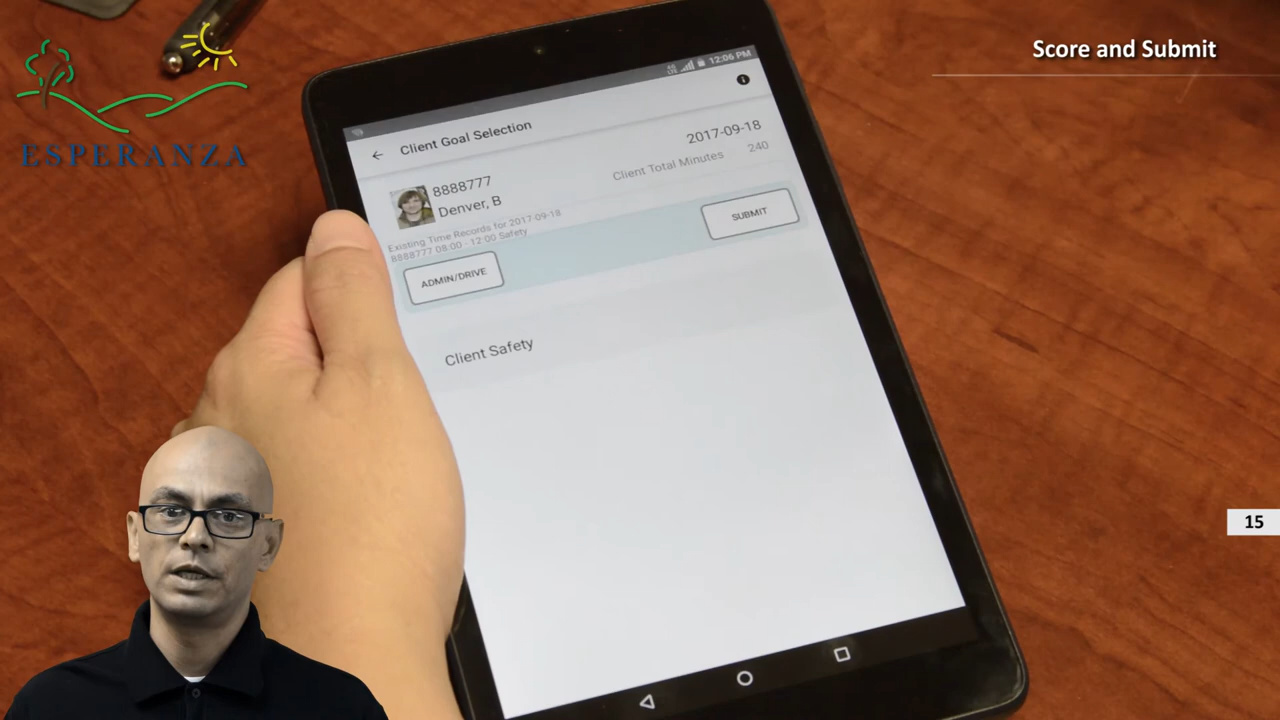 ESPERANZA
Score and Submit
12:06 PM
Client Goal Selection
2017-09-18
8888777
Client Total Minutes 240
Denver, B
Existing Time Records for 2017-09-18
8888777 08:00 - 12:00 Safety
SUBMIT
ADMIN/DRIVE
Client Safety
15